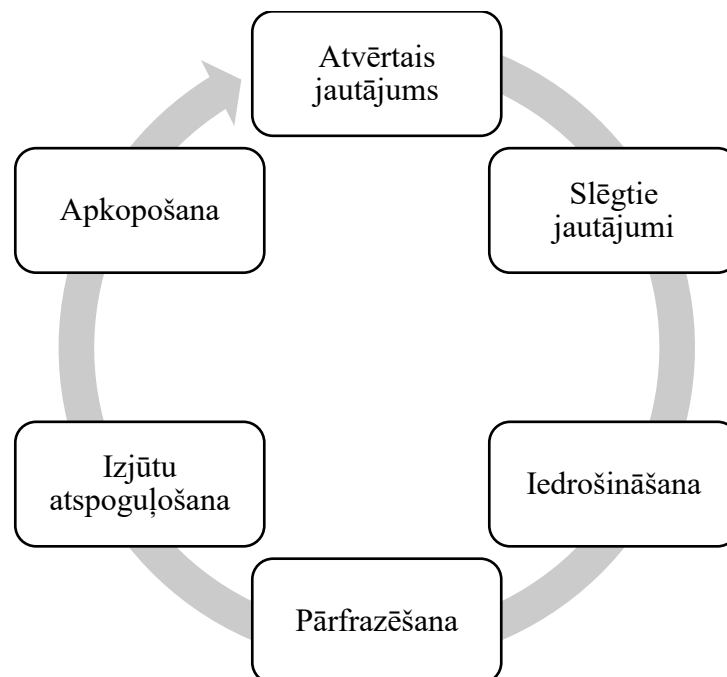 Atvērtais
jautājums
Slēgtie
jautājumi
Iedrošināšana
Pārfrazēšana
Izjūtu
atspoguļošana
Apkopošana